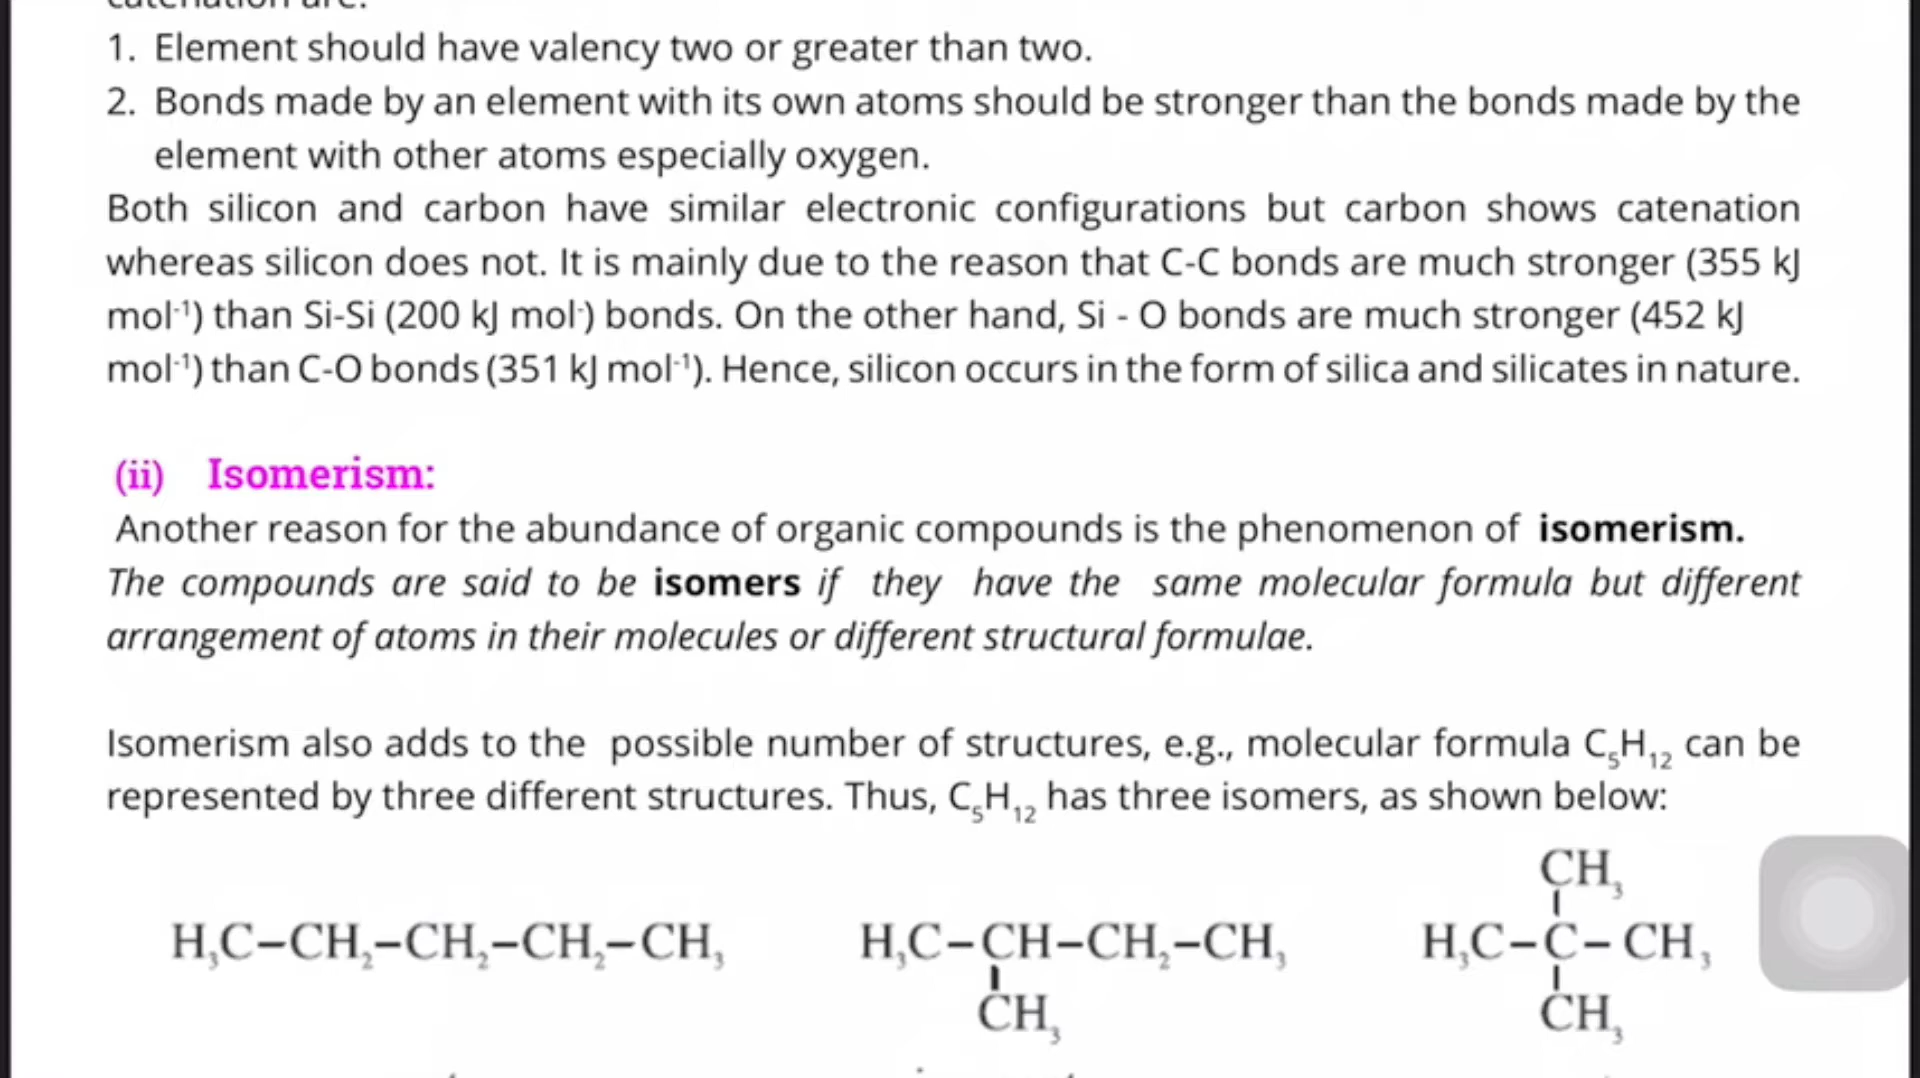 catenation are:
1. Element should have valency two or greater than two.
2. Bonds made by an element with its own atoms should be stronger than the bonds made by the
element with other atoms especially oxygen.
Both silicon and carbon have similar electronic configurations but carbon shows catenation
whereas silicon does not. It is mainly due to the reason that C-C bonds are much stronger (355 kJ
mol⁻¹) than Si-Si (200 kJ mol⁻) bonds. On the other hand, Si - O bonds are much stronger (452 kJ
mol⁻¹) than C-O bonds (351 kJ mol⁻¹). Hence, silicon occurs in the form of silica and silicates in nature.
(ii) Isomerism:
Another reason for the abundance of organic compounds is the phenomenon of isomerism.
The compounds are said to be isomers if they have the same molecular formula but different
arrangement of atoms in their molecules or different structural formulae.
Isomerism also adds to the possible number of structures, e.g., molecular formula C₅H₁₂ can be
represented by three different structures. Thus, C₅H₁₂ has three isomers, as shown below:
CH₃
H₃C–CH₂–CH₂–CH₂–CH₃ H₃C–CH–CH₂–CH₃ H₃C–C–CH₃
CH₃ CH₃